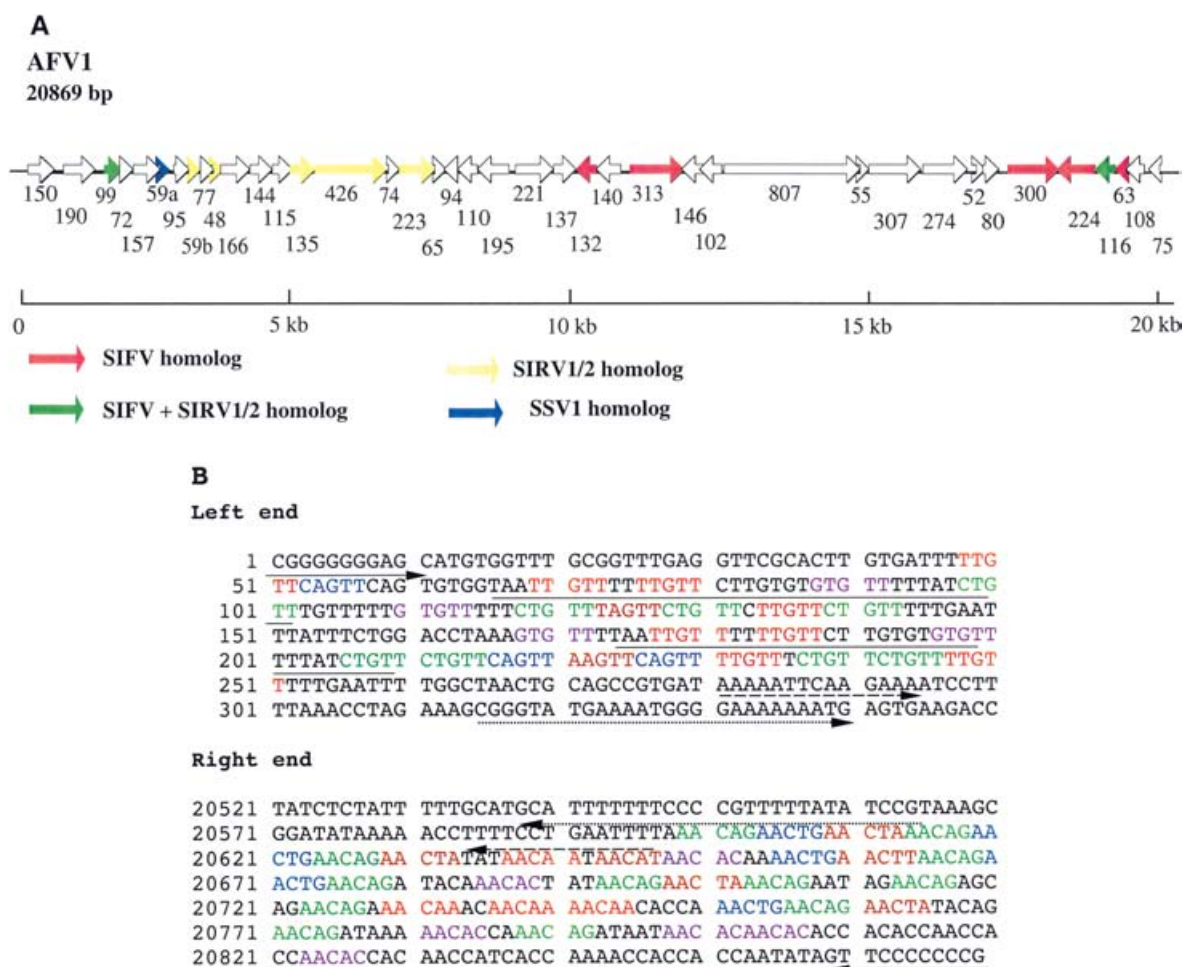 A
AFV1
20869 bp
150 99 59a 77 144 426 74 94 221 140 313 807 55 52 300 63
190 72 95 48 115 223 110 137 146 307 274 80 224 108
157 59b 166 135 65 195 132 102 116 75
0 5 kb 10 kb 15 kb 20 kb
SIFV homolog SIRV1/2 homolog
SIFV + SIRV1/2 homolog SSV1 homolog
B
Left end
1 CGGGGGGGAG CATGTGGTTT GCGGTTTGAG GTTCGCACTT GTGATTTTTG
51 TTCAGTTCAG TGTGGTAATT GTTTTTTGTT CTTGTGTGTG TTTTTATCTG
101 TTTGTTTTTG TGTTTTTCTG TTTAGTTCTG TTCTTGTTCT GTTTTTGAAT
151 TTATTTCTGG ACCTAAAGTG TTTTAATTGT TTTTTGTTCT TGTGTGTGTT
201 TTTATCTGTT CTGTTCAGTT AAGTTCAGTT TTGTTTCTGT TCTGTTTTGT
251 TTTTGAATTT TGGCTAACTG CAGCCGTGAT AAAAATTCAA GAAAATCCTT
301 TTAAACCTAG AAAGCGGGTA TGAAAATGGG GAAAAAAATG AGTGAAGACC
Right end
20521 TATCTCTATT TTTGCATGCA TTTTTTTCCC CGTTTTTATA TCCGTAAAGC
20571 GGATATAAAA ACCTTTTCCT GAATTTTAAA CAGAACTGAA CTAAACAGAA
20621 CTGAACAGAA CTATATAACA ATAACATAAC ACAAAACTGA ACTTAACAGA
20671 ACTGAACAGA TACAAACACT ATAACAGAAC TAAACAGAAT AGAACAGAGC
20721 AGAACAGAAA CAAACAACAA AACAACACCA AACTGAACAG AACTATACAG
20771 AACAGATAAA AACACCAAAC AGATAATAAC ACAACACACC ACACCAACCA
20821 CCAACACCAC AACCATCACC AAAACCACCA CCAATATAGT TCCCCCCCG